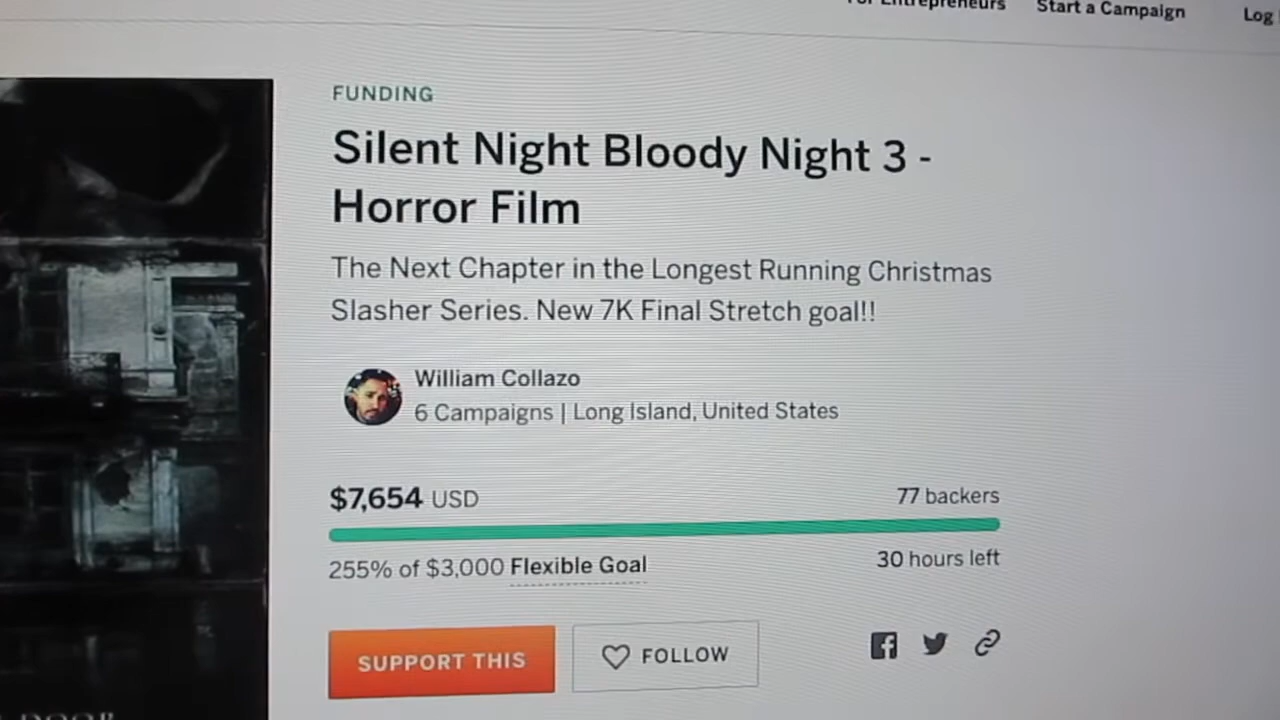 Entrepreneurs Start a Campaign Log
FUNDING
Silent Night Bloody Night 3 -
Horror Film
The Next Chapter in the Longest Running Christmas
Slasher Series. New 7K Final Stretch goal!!
William Collazo
6 Campaigns | Long Island, United States
$7,654 USD
77 backers
255% of $3,000 Flexible Goal
30 hours left
SUPPORT THIS
FOLLOW